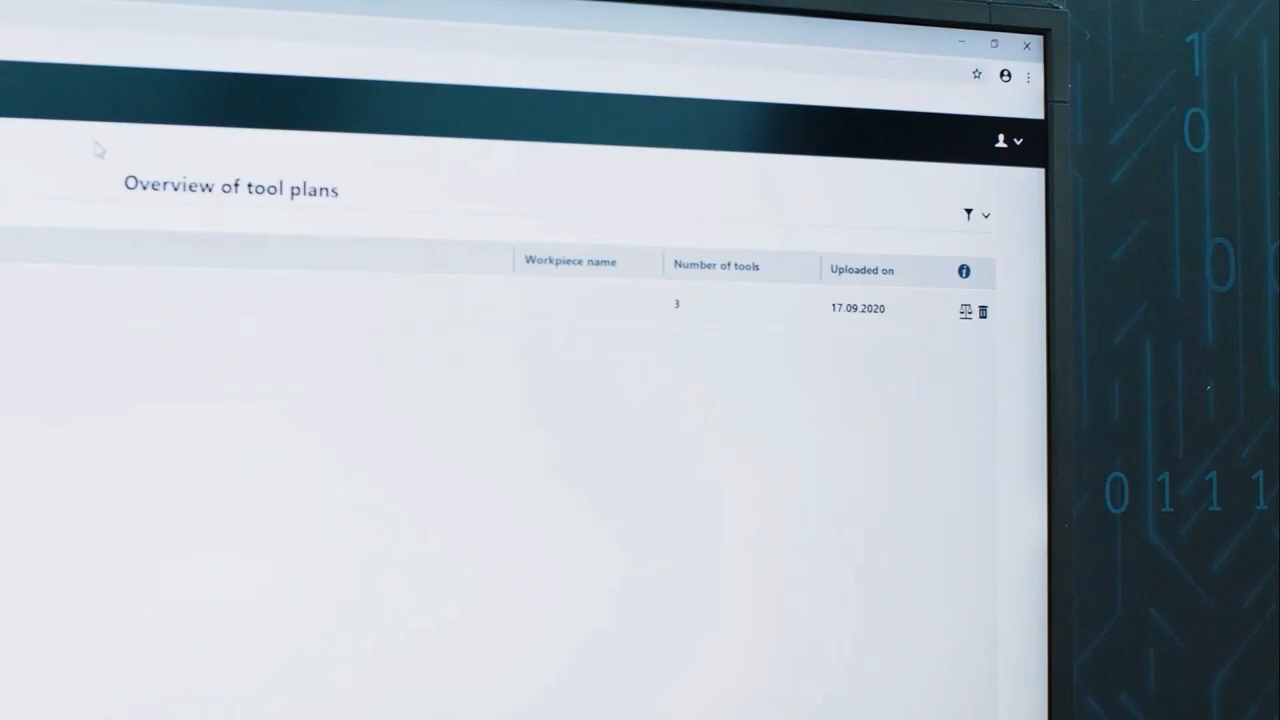 Overview of tool plans
Workpiece name Number of tools Uploaded on
3 17.09.2020
1
0
0
0 1 1 1